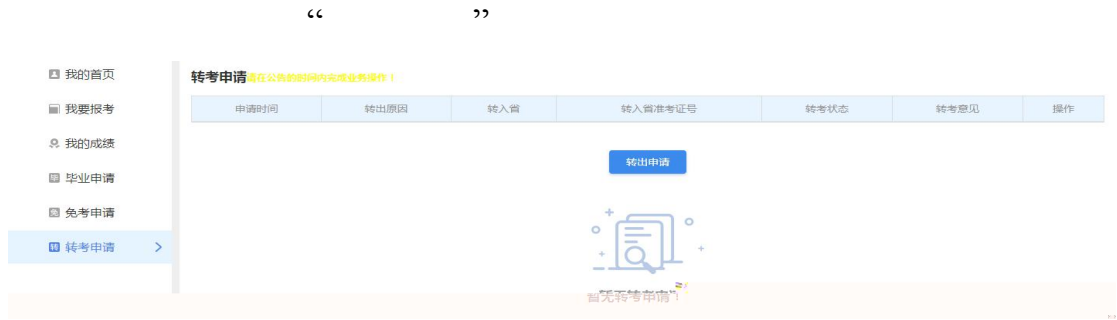 “ ”
我的首页
我要报考
我的成绩
毕业申请
免考申请
转考申请 >
转考申请请在公告的时间内完成业务操作！
申请时间 转出原因 转入省 转入省准考证号 转考状态 转考意见 操作
转出申请
暂无转考申请！